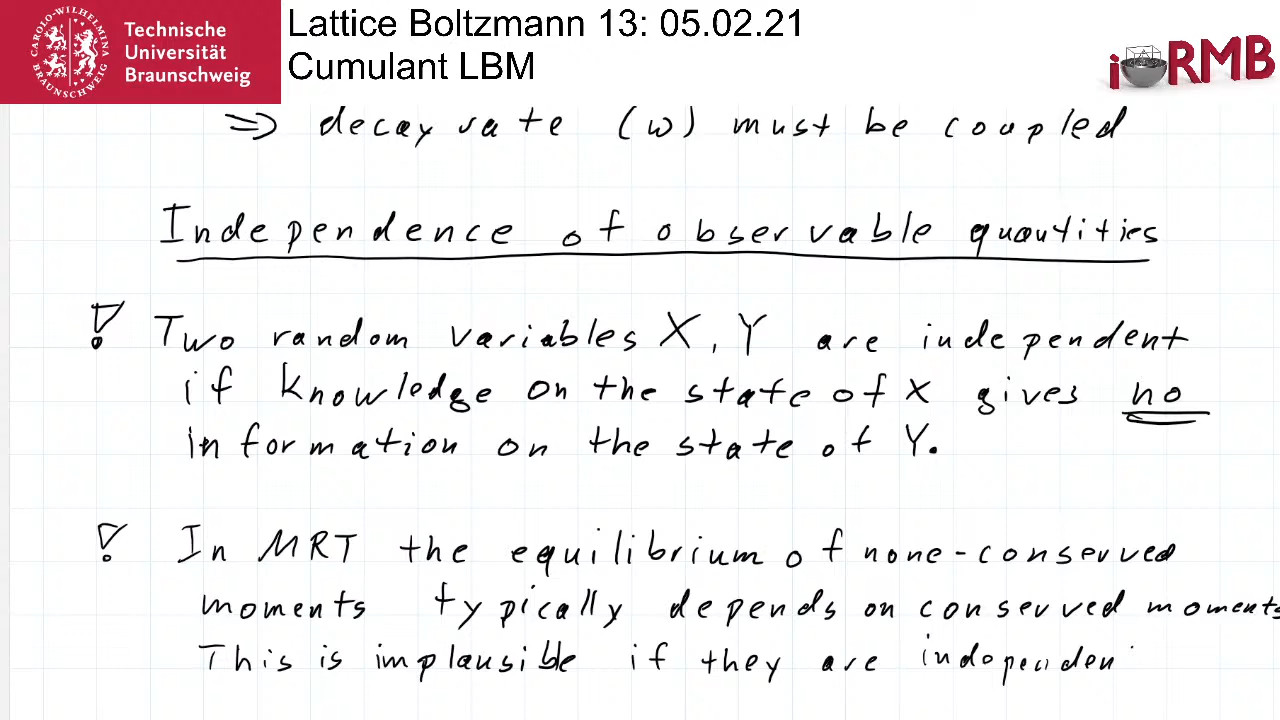 CAROLO-WILHELMINA
BRAUNSCHWEIG
Technische
Universität
Braunschweig
Lattice Boltzmann 13: 05.02.21
Cumulant LBM
iRMB
=> decay rate (ω) must be coupled
Independence of observable quantities
! Two random variables X, Y are independent
if knowledge on the state of X gives no
information on the state of Y.
! In MRT the equilibrium of none-conserved
moments typically depends on conserved moments
This is implausible if they are independen